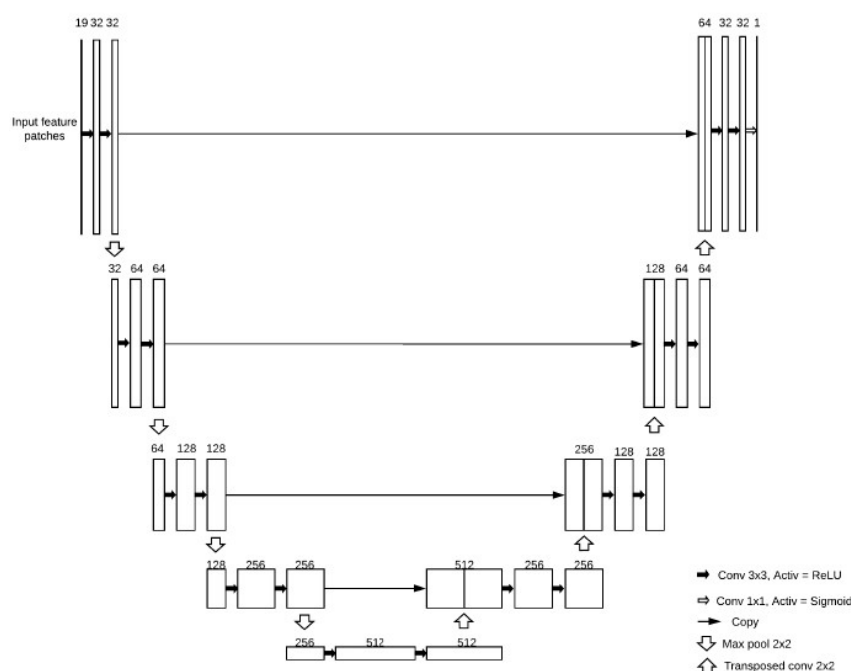 19 32 32
64 32 32 1
Input feature
patches
32 64 64
128 64 64
64 128 128
256 128 128
128 256 256
512 256 256
256 512 512
Conv 3x3, Activ = ReLU
Conv 1x1, Activ = Sigmoid
Copy
Max pool 2x2
Transposed conv 2x2